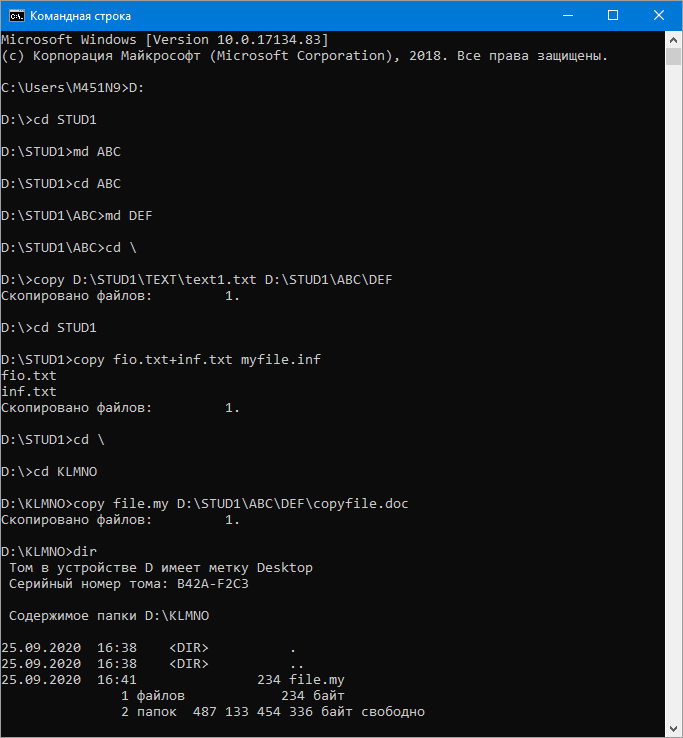 Командная строка
Microsoft Windows [Version 10.0.17134.83]
(c) Корпорация Майкрософт (Microsoft Corporation), 2018. Все права защищены.
C:\Users\M451N9>D:
D:\>cd STUD1
D:\STUD1>md ABC
D:\STUD1>cd ABC
D:\STUD1\ABC>md DEF
D:\STUD1\ABC>cd \
D:\>copy D:\STUD1\TEXT\text1.txt D:\STUD1\ABC\DEF
Скопировано файлов:         1.
D:\>cd STUD1
D:\STUD1>copy fio.txt+inf.txt myfile.inf
fio.txt
inf.txt
Скопировано файлов:         1.
D:\STUD1>cd \
D:\>cd KLMNO
D:\KLMNO>copy file.my D:\STUD1\ABC\DEF\copyfile.doc
Скопировано файлов:         1.
D:\KLMNO>dir
 Том в устройстве D имеет метку Desktop
 Серийный номер тома: B42A-F2C3
 Содержимое папки D:\KLMNO
25.09.2020  16:38    <DIR>          .
25.09.2020  16:38    <DIR>          ..
25.09.2020  16:41               234 file.my
               1 файлов            234 байт
               2 папок  487 133 454 336 байт свободно